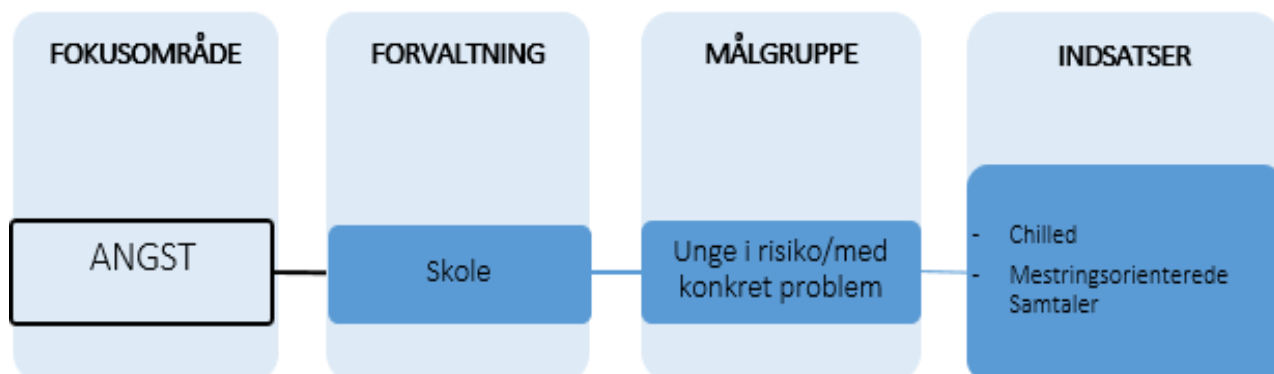 FOKUSOMRÅDE
FORVALTNING
MÅLGRUPPE
INDSATSER
ANGST
Skole
Unge i risiko/med
konkret problem
- Chilled
- Mestringsorienterede
Samtaler